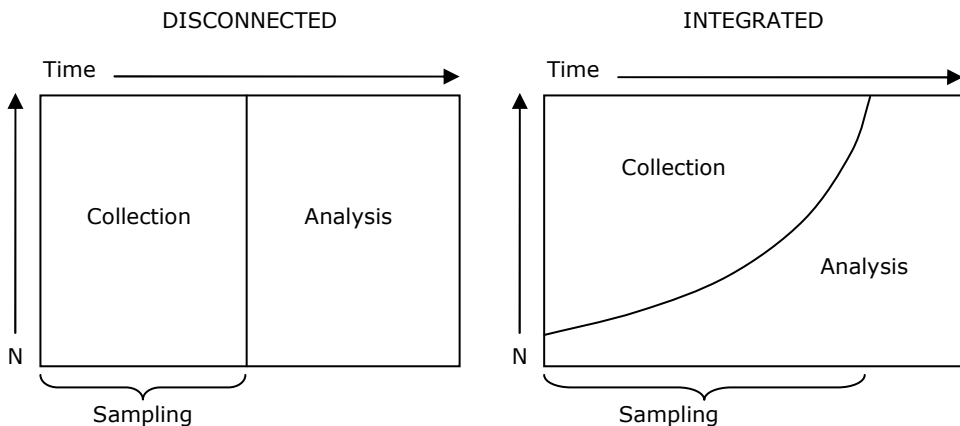 DISCONNECTED
Time
Collection
Analysis
N
Sampling
INTEGRATED
Time
Collection
Analysis
N
Sampling